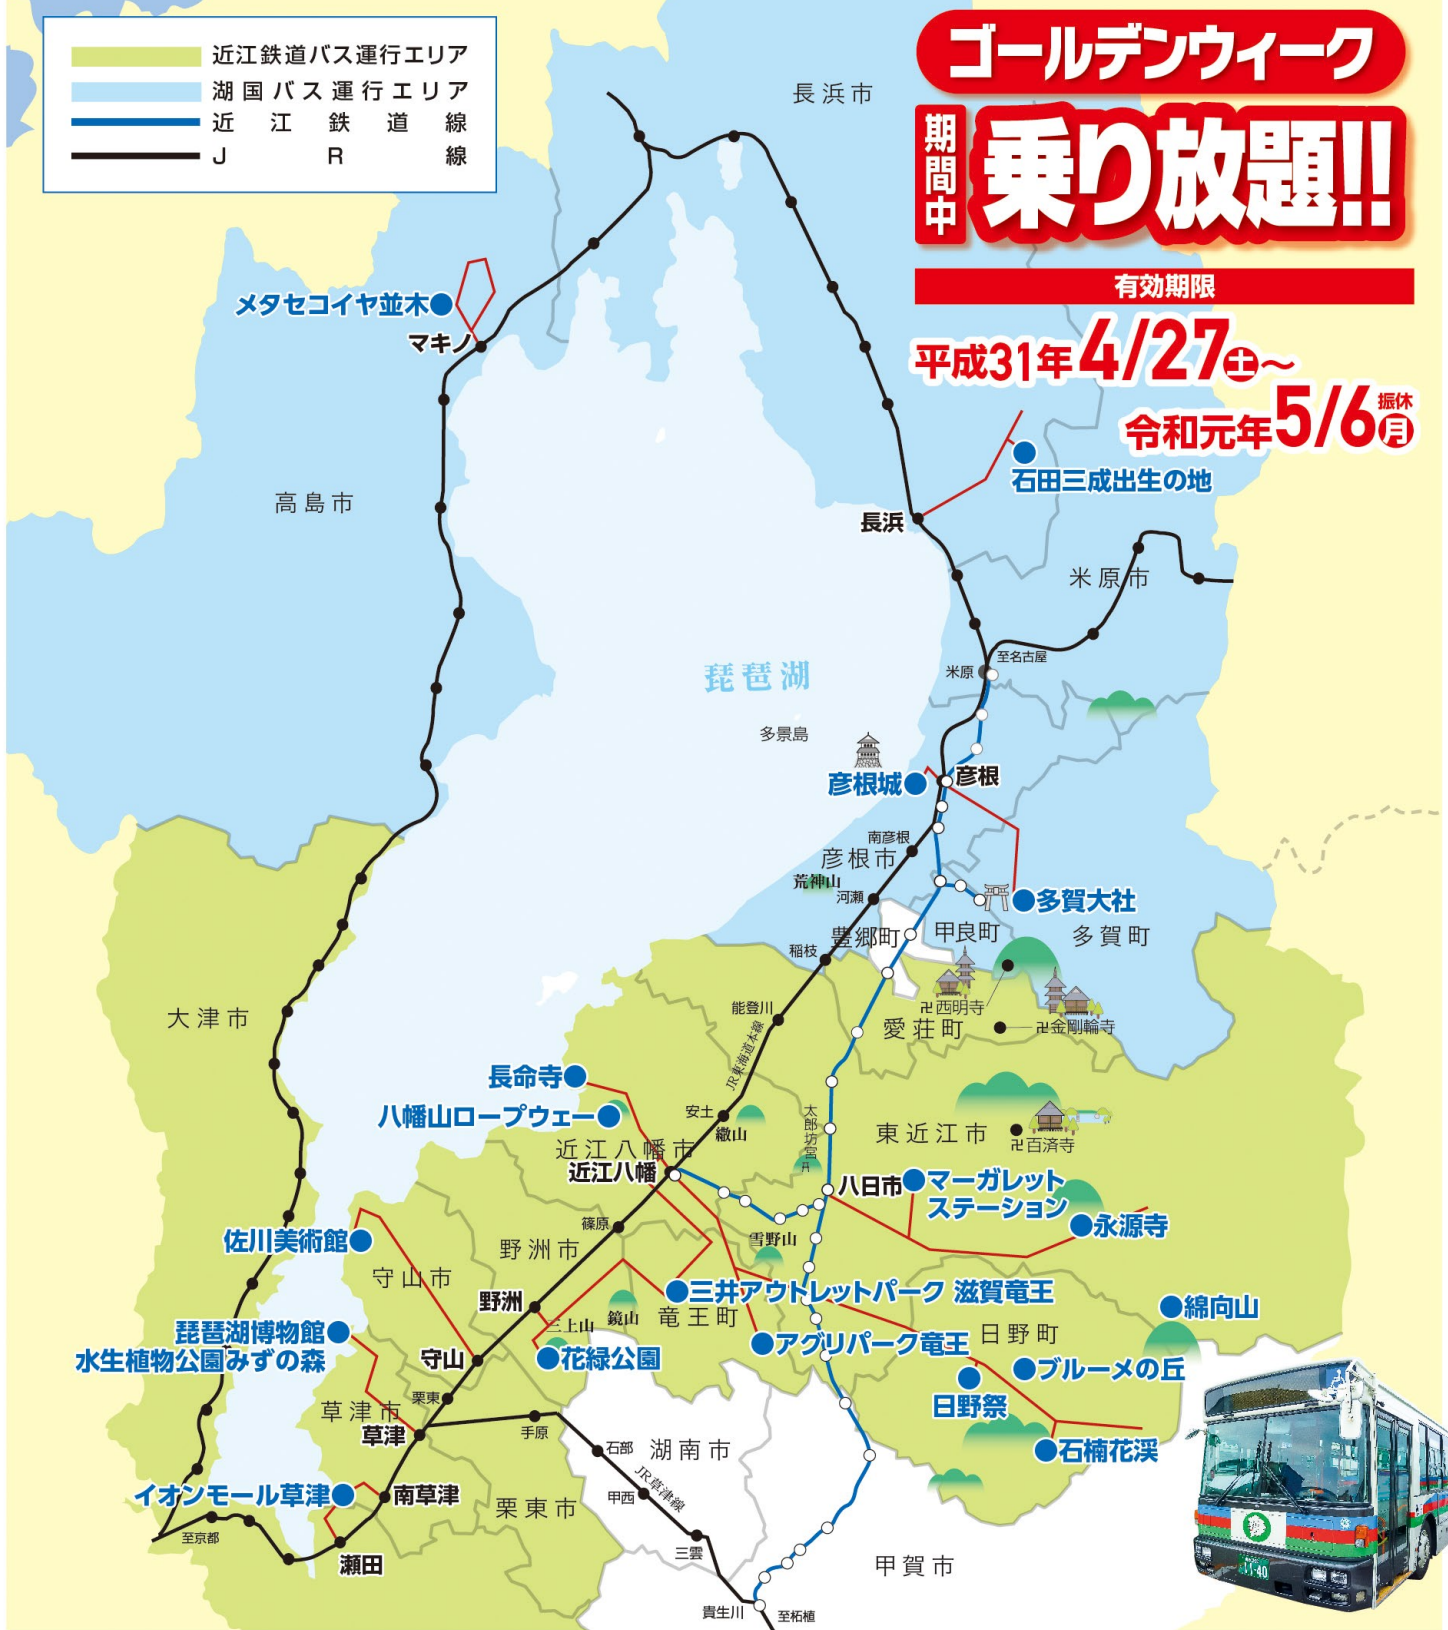 近江鉄道バス運行エリア
湖国バス運行エリア
近江鉄道線
JR線
ゴールデンウィーク
期間中
乗り放題!!
有効期限
平成31年4/27土～
令和元年5/6振休月
長浜市
メタセコイヤ並木
マキノ
石田三成出生の地
高島市
長浜
米原市
至名古屋
米原
琵琶湖
多景島
彦根城
彦根
南彦根
彦根市
荒神山
河瀬
多賀大社
豊郷町
甲良町
多賀町
稲枝
卍西明寺
能登川
愛荘町
卍金剛輪寺
大津市
JR東海道本線
長命寺
八幡山ロープウェー
安土
繖山
太郎坊宮
東近江市
卍百済寺
近江八幡市
近江八幡
八日市
マーガレット
ステーション
永源寺
篠原
雪野山
佐川美術館
野洲市
守山市
三井アウトレットパーク 滋賀竜王
綿向山
野洲
三上山
鏡山
竜王町
日野町
琵琶湖博物館
水生植物公園みずの森
守山
花緑公園
アグリパーク竜王
ブルーメの丘
日野祭
栗東
草津市
草津
手原
石部
湖南市
石楠花渓
JR草津線
イオンモール草津
南草津
甲西
栗東市
至京都
瀬田
三雲
甲賀市
貴生川
至柘植
11-40